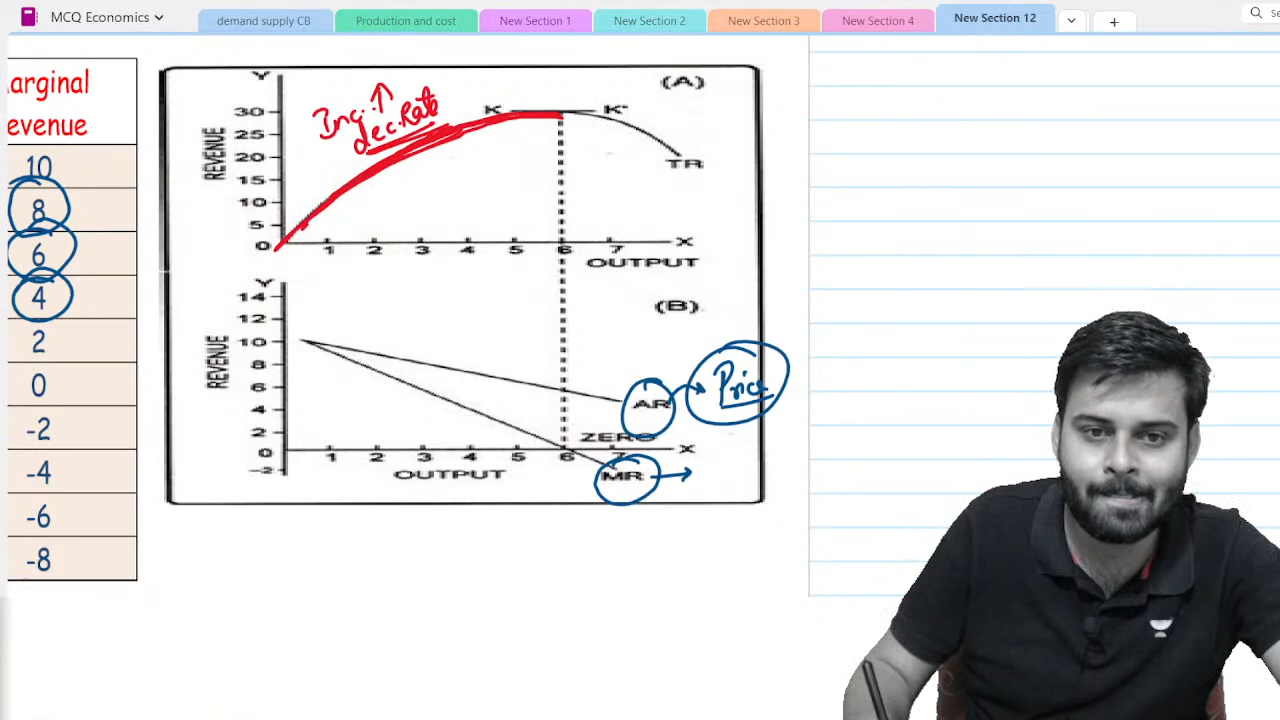 MCQ Economics
demand supply CB
Production and cost
New Section 1
New Section 2
New Section 3
New Section 4
New Section 12
+
Se
arginal
evenue
10
8
6
4
2
0
-2
-4
-6
-8
Y
(A)
Inc. ↑
dec. Rate
K
K'
30
25
20
15
10
5
0
REVENUE
TR
1 2 3 4 5 6 7 X
OUTPUT
Y
(B)
14
12
10
8
6
4
2
0
-2
REVENUE
AR → Price
ZERO
1 2 3 4 5 6 7 X
OUTPUT
MR →